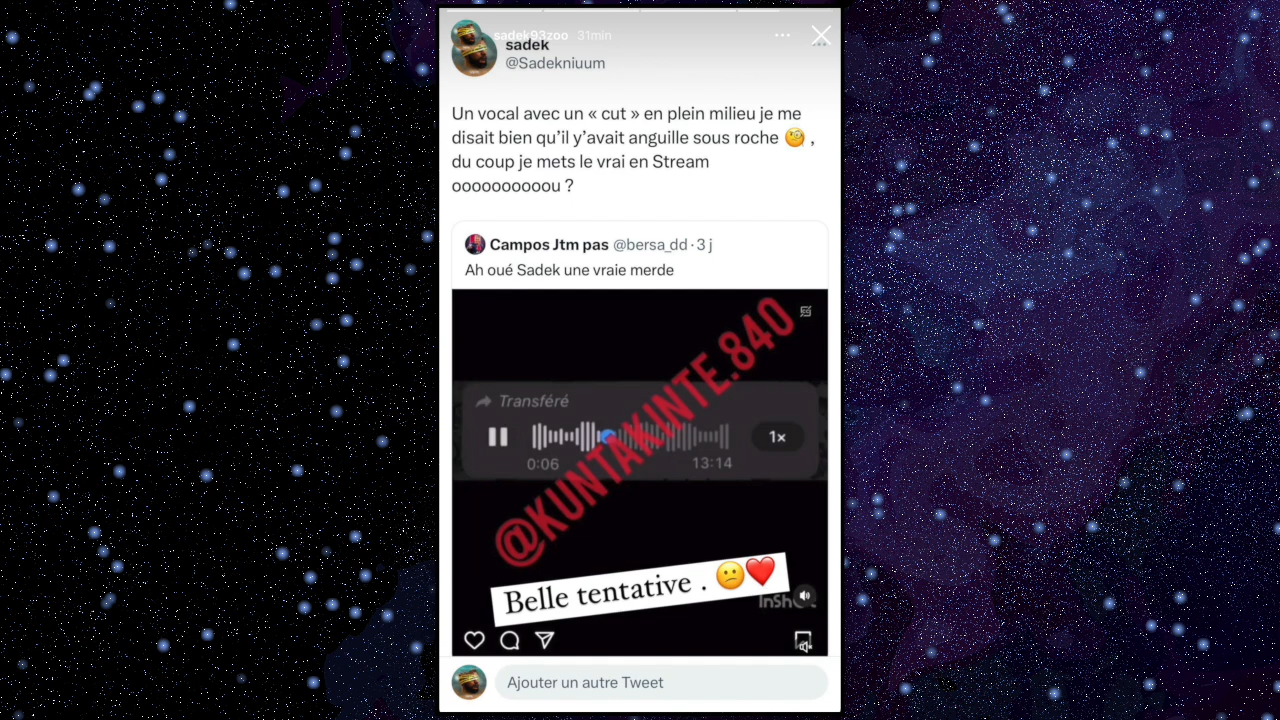 sadek93zoo 31min
sadek
@Sadekniuum
Un vocal avec un « cut » en plein milieu je me
disait bien qu'il y'avait anguille sous roche 🧐 ,
du coup je mets le vrai en Stream
ooooooooooou ?
Campos Jtm pas @bersa_dd · 3 j
Ah oué Sadek une vraie merde
Transféré
1x
0:06 13:14
@KUNTAKINTE.840
Belle tentative . 😕❤️
Ajouter un autre Tweet